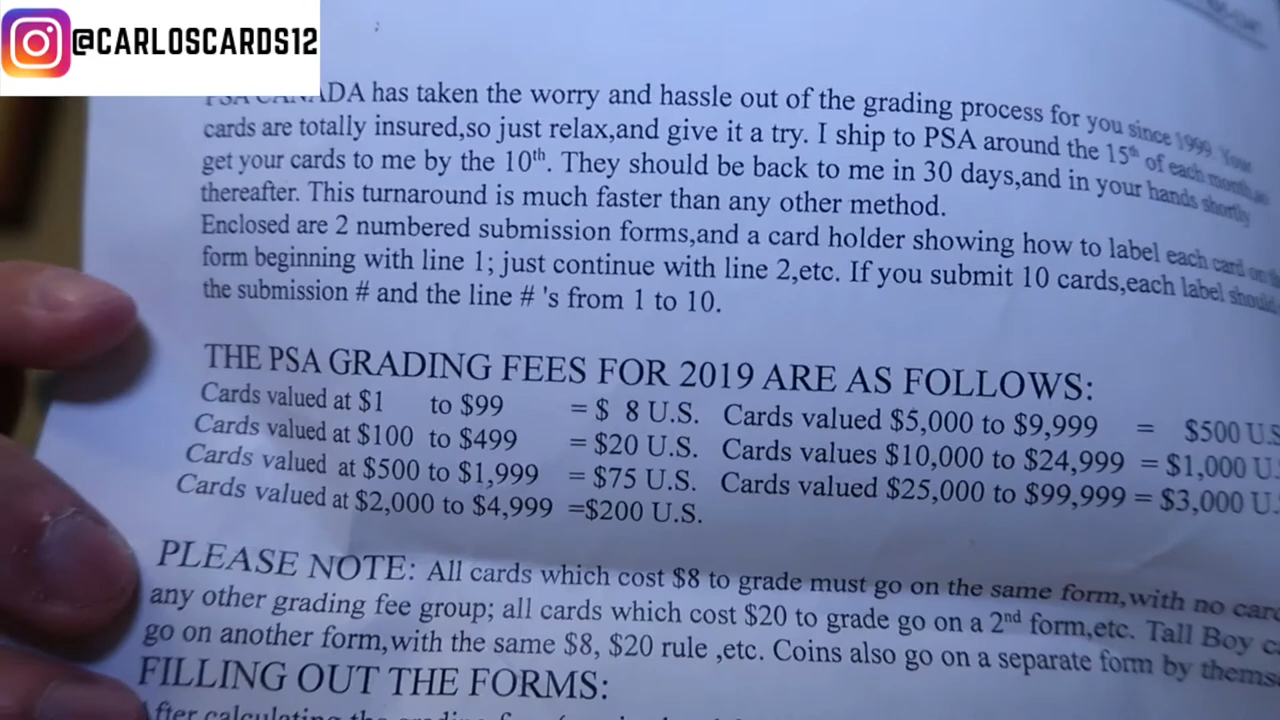 @CARLOSCARDS12
PSA CANADA has taken the worry and hassle out of the grading process for you since 1999. Your
cards are totally insured,so just relax,and give it a try. I ship to PSA around the 15th of each month,so
get your cards to me by the 10th. They should be back to me in 30 days,and in your hands shortly
thereafter. This turnaround is much faster than any other method.
Enclosed are 2 numbered submission forms,and a card holder showing how to label each card on
form beginning with line 1; just continue with line 2,etc. If you submit 10 cards,each label should
the submission # and the line # 's from 1 to 10.
THE PSA GRADING FEES FOR 2019 ARE AS FOLLOWS:
Cards valued at $1 to $99 = $ 8 U.S. Cards valued $5,000 to $9,999 = $500 U.S
Cards valued at $100 to $499 = $20 U.S. Cards values $10,000 to $24,999 = $1,000 U.
Cards valued at $500 to $1,999 = $75 U.S. Cards valued $25,000 to $99,999 = $3,000 U.
Cards valued at $2,000 to $4,999 =$200 U.S.
PLEASE NOTE: All cards which cost $8 to grade must go on the same form,with no car
any other grading fee group; all cards which cost $20 to grade go on a 2nd form,etc. Tall Boy c
go on another form,with the same $8, $20 rule ,etc. Coins also go on a separate form by thems
FILLING OUT THE FORMS:
After calculating the grading